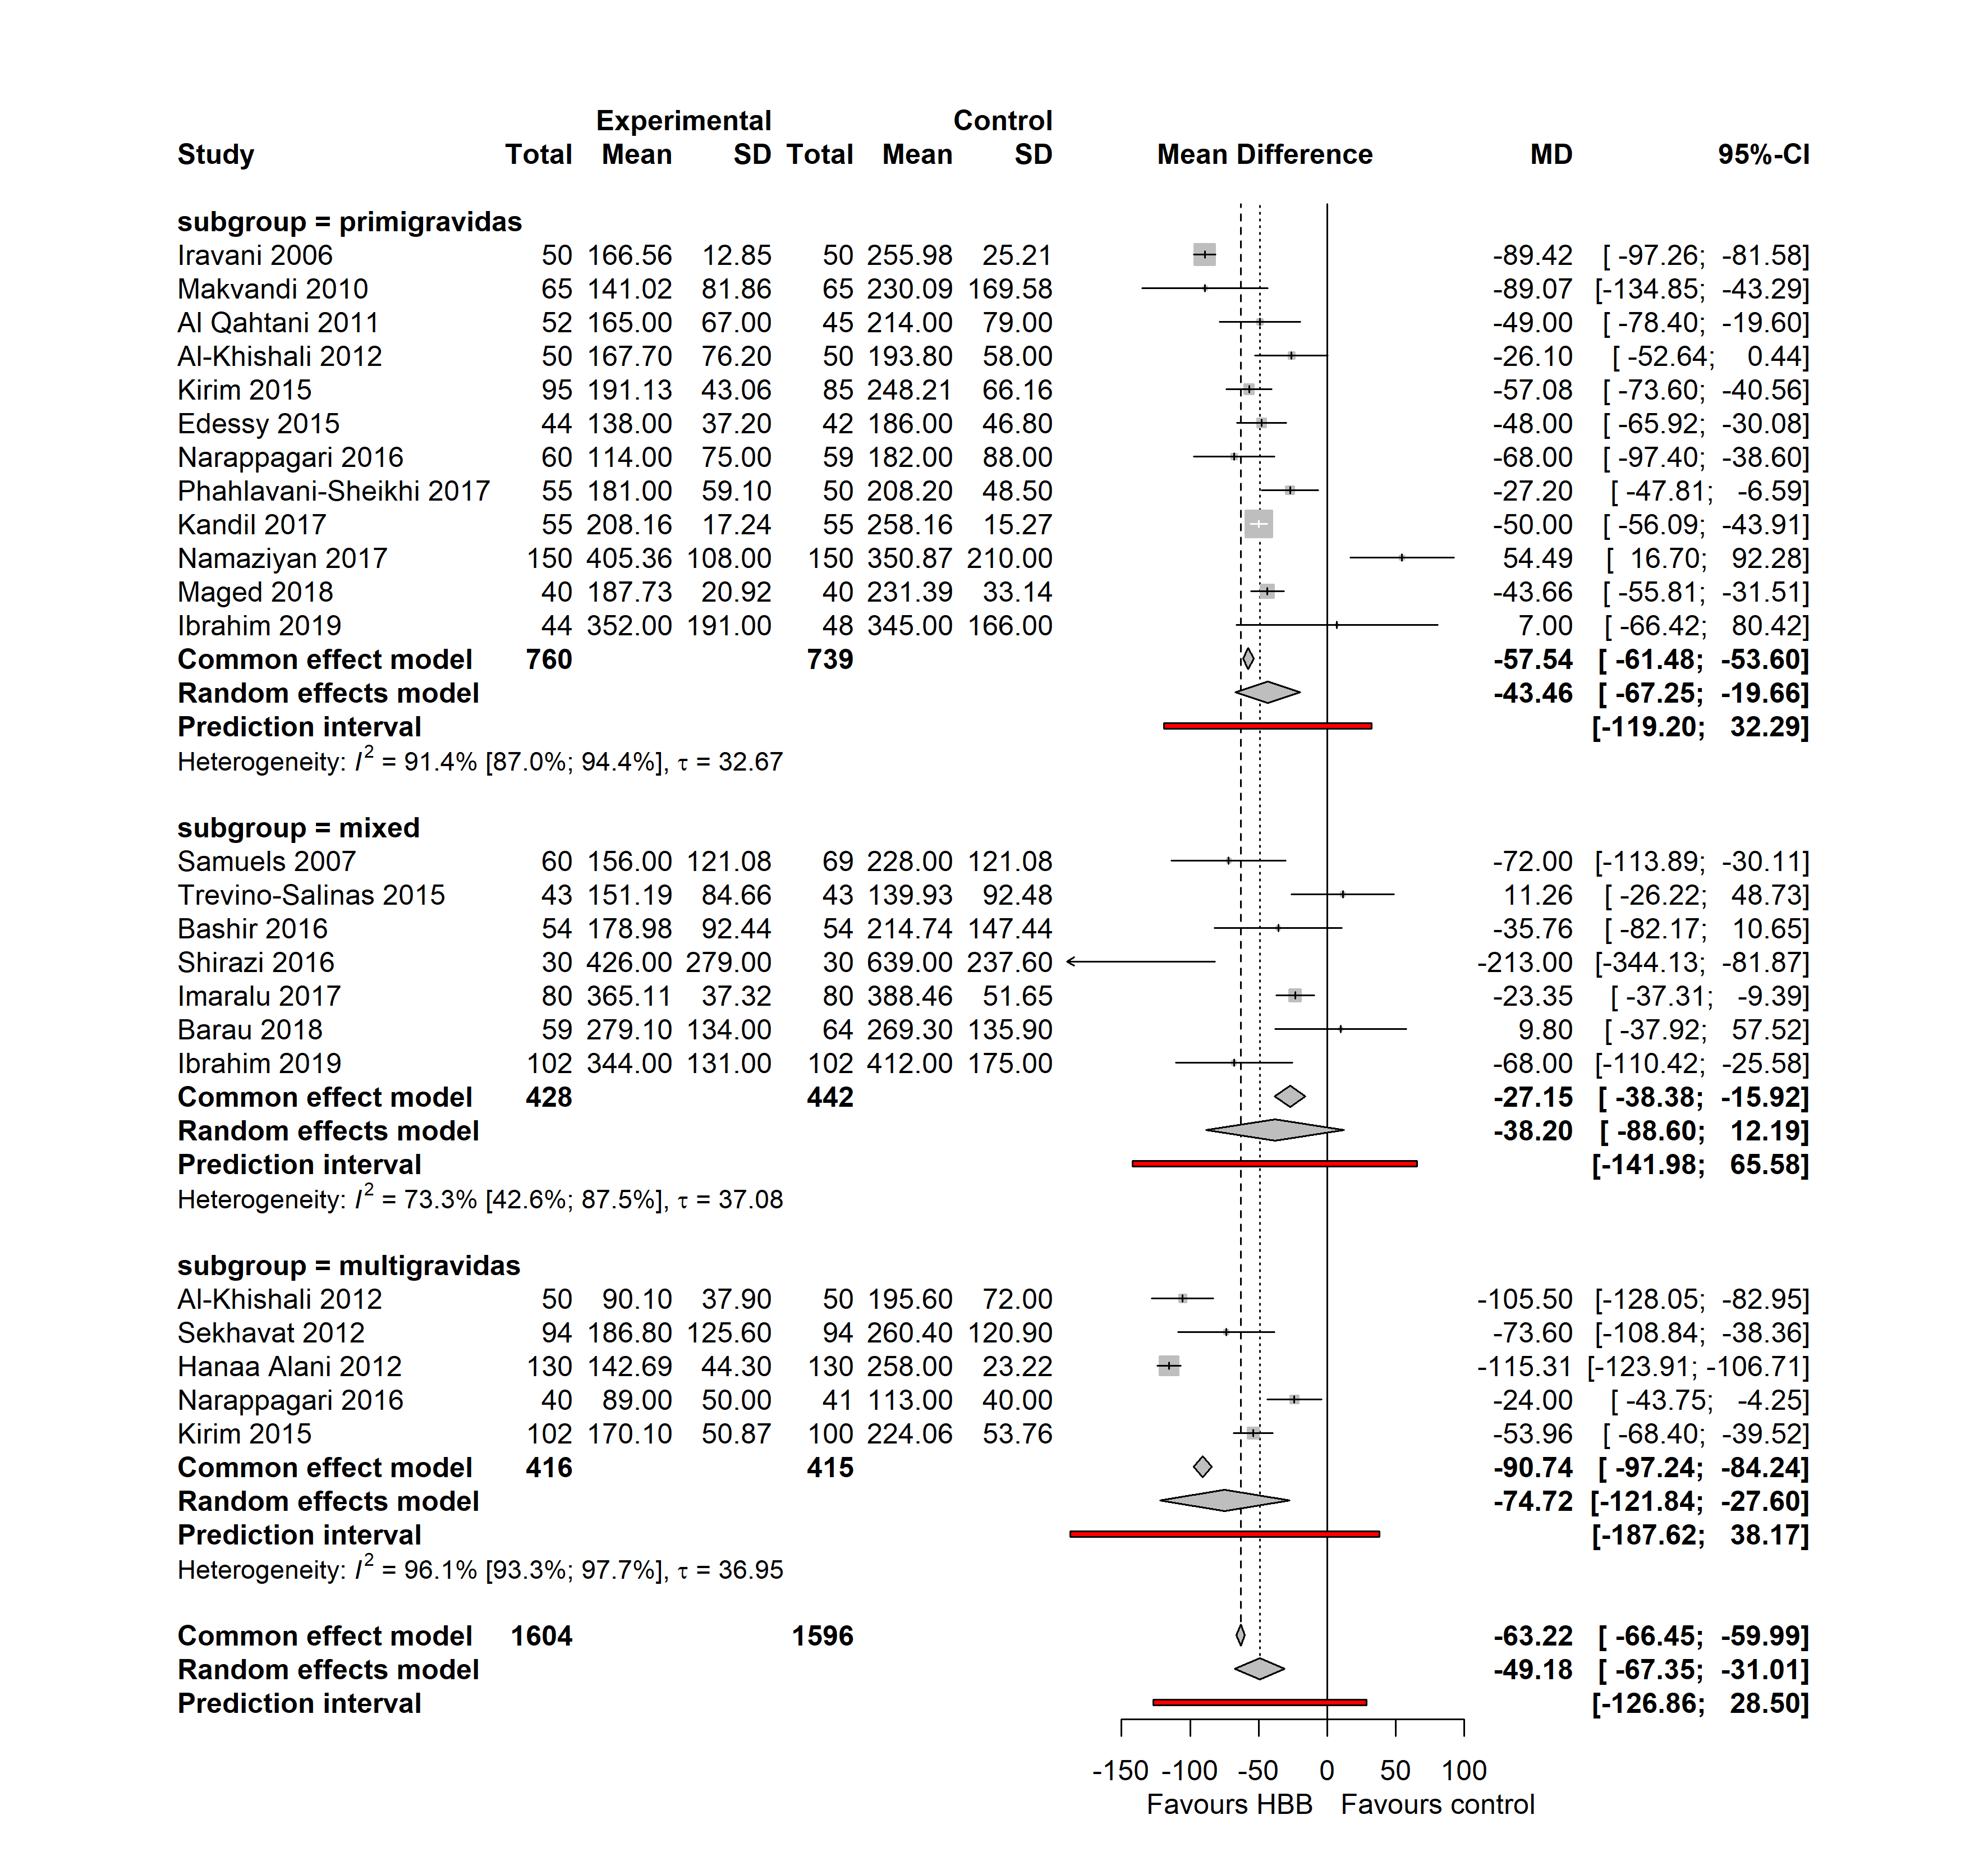 Experimental Control
Study Total Mean SD Total Mean SD Mean Difference MD 95%-CI
subgroup = primigravidas
Iravani 2006 50 166.56 12.85 50 255.98 25.21 -89.42 [ -97.26; -81.58]
Makvandi 2010 65 141.02 81.86 65 230.09 169.58 -89.07 [-134.85; -43.29]
Al Qahtani 2011 52 165.00 67.00 45 214.00 79.00 -49.00 [ -78.40; -19.60]
Al-Khishali 2012 50 167.70 76.20 50 193.80 58.00 -26.10 [ -52.64; 0.44]
Kirim 2015 95 191.13 43.06 85 248.21 66.16 -57.08 [ -73.60; -40.56]
Edessy 2015 44 138.00 37.20 42 186.00 46.80 -48.00 [ -65.92; -30.08]
Narappagari 2016 60 114.00 75.00 59 182.00 88.00 -68.00 [ -97.40; -38.60]
Phahlavani-Sheikhi 2017 55 181.00 59.10 50 208.20 48.50 -27.20 [ -47.81; -6.59]
Kandil 2017 55 208.16 17.24 55 258.16 15.27 -50.00 [ -56.09; -43.91]
Namaziyan 2017 150 405.36 108.00 150 350.87 210.00 54.49 [ 16.70; 92.28]
Maged 2018 40 187.73 20.92 40 231.39 33.14 -43.66 [ -55.81; -31.51]
Ibrahim 2019 44 352.00 191.00 48 345.00 166.00 7.00 [ -66.42; 80.42]
Common effect model 760 739 -57.54 [ -61.48; -53.60]
Random effects model -43.46 [ -67.25; -19.66]
Prediction interval [-119.20; 32.29]
Heterogeneity: I² = 91.4% [87.0%; 94.4%], τ = 32.67
subgroup = mixed
Samuels 2007 60 156.00 121.08 69 228.00 121.08 -72.00 [-113.89; -30.11]
Trevino-Salinas 2015 43 151.19 84.66 43 139.93 92.48 11.26 [ -26.22; 48.73]
Bashir 2016 54 178.98 92.44 54 214.74 147.44 -35.76 [ -82.17; 10.65]
Shirazi 2016 30 426.00 279.00 30 639.00 237.60 -213.00 [-344.13; -81.87]
Imaralu 2017 80 365.11 37.32 80 388.46 51.65 -23.35 [ -37.31; -9.39]
Barau 2018 59 279.10 134.00 64 269.30 135.90 9.80 [ -37.92; 57.52]
Ibrahim 2019 102 344.00 131.00 102 412.00 175.00 -68.00 [-110.42; -25.58]
Common effect model 428 442 -27.15 [ -38.38; -15.92]
Random effects model -38.20 [ -88.60; 12.19]
Prediction interval [-141.98; 65.58]
Heterogeneity: I² = 73.3% [42.6%; 87.5%], τ = 37.08
subgroup = multigravidas
Al-Khishali 2012 50 90.10 37.90 50 195.60 72.00 -105.50 [-128.05; -82.95]
Sekhavat 2012 94 186.80 125.60 94 260.40 120.90 -73.60 [-108.84; -38.36]
Hanaa Alani 2012 130 142.69 44.30 130 258.00 23.22 -115.31 [-123.91; -106.71]
Narappagari 2016 40 89.00 50.00 41 113.00 40.00 -24.00 [ -43.75; -4.25]
Kirim 2015 102 170.10 50.87 100 224.06 53.76 -53.96 [ -68.40; -39.52]
Common effect model 416 415 -90.74 [ -97.24; -84.24]
Random effects model -74.72 [-121.84; -27.60]
Prediction interval [-187.62; 38.17]
Heterogeneity: I² = 96.1% [93.3%; 97.7%], τ = 36.95
Common effect model 1604 1596 -63.22 [ -66.45; -59.99]
Random effects model -49.18 [ -67.35; -31.01]
Prediction interval [-126.86; 28.50]
-150 -100 -50 0 50 100
Favours HBB Favours control